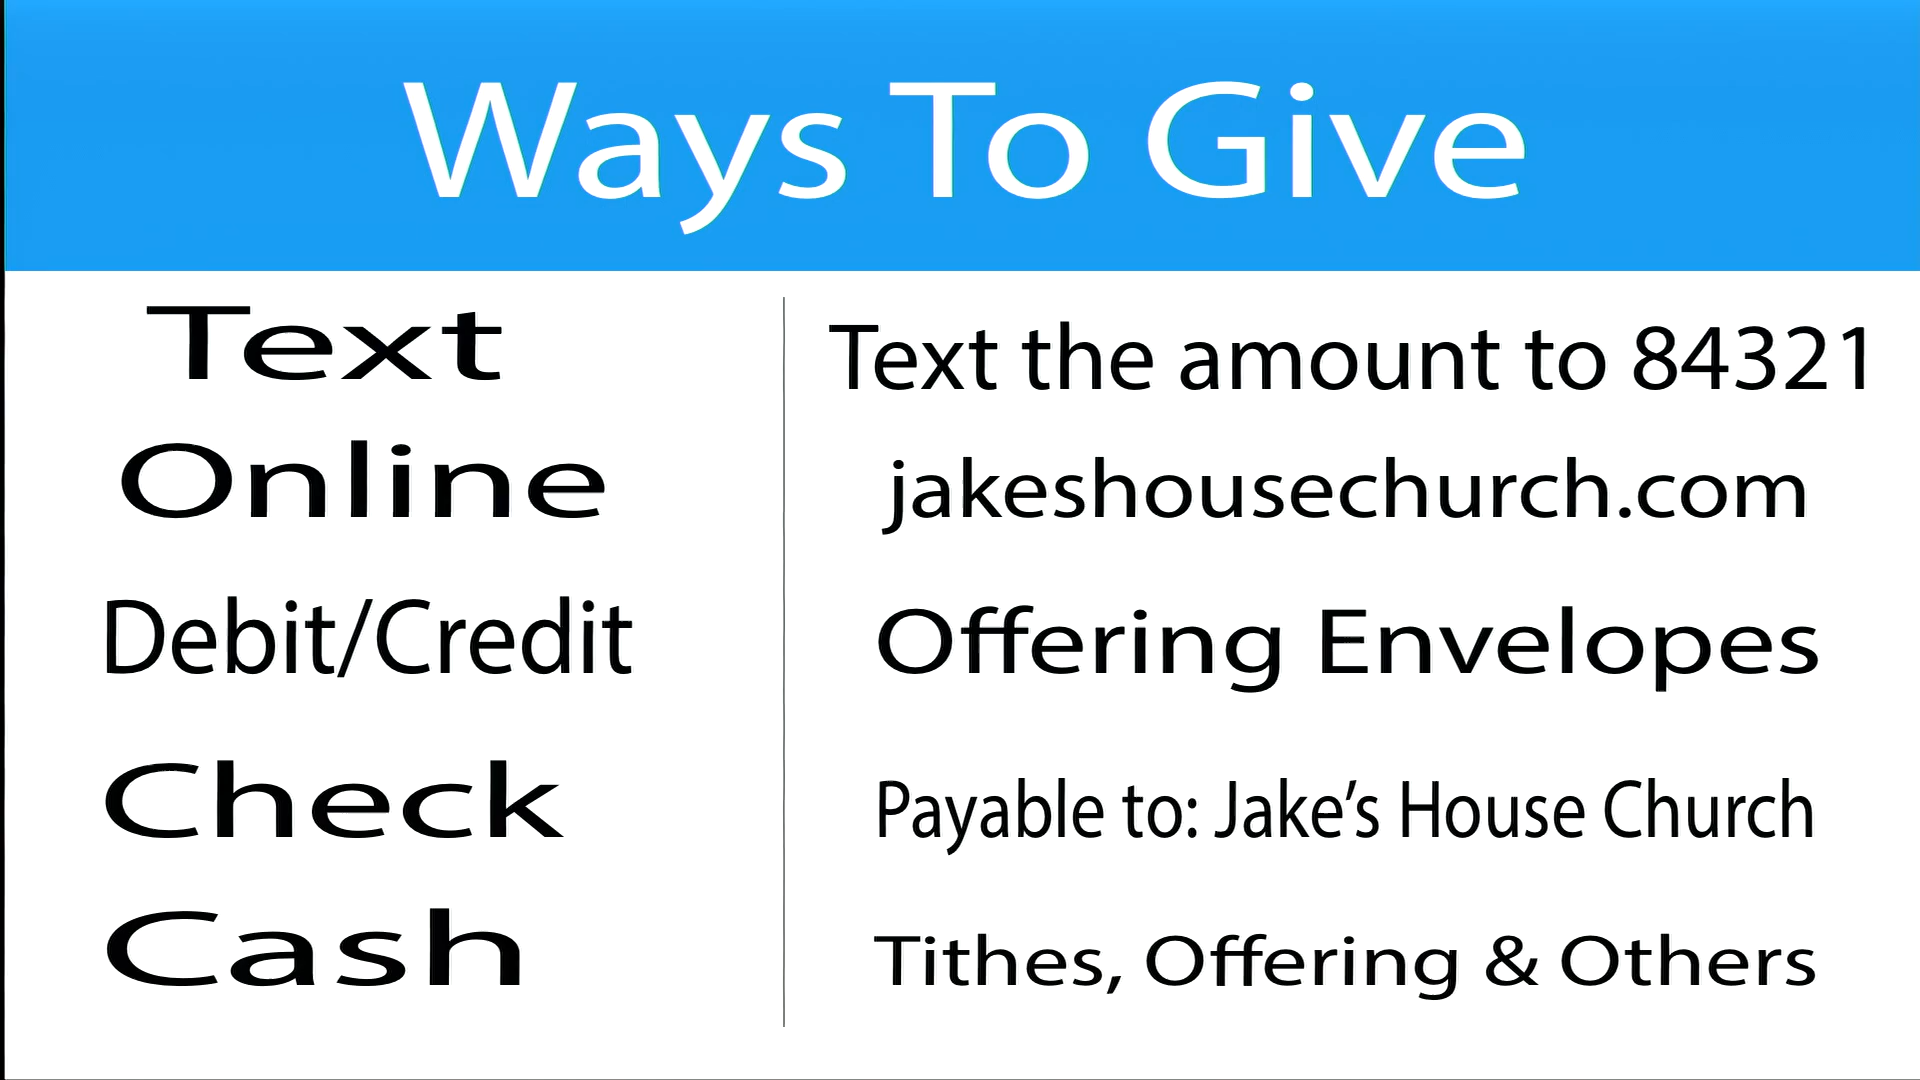 Ways To Give
Text
Text the amount to 84321
Online
jakeshousechurch.com
Debit/Credit
Offering Envelopes
Check
Payable to: Jake’s House Church
Cash
Tithes, Offering & Others